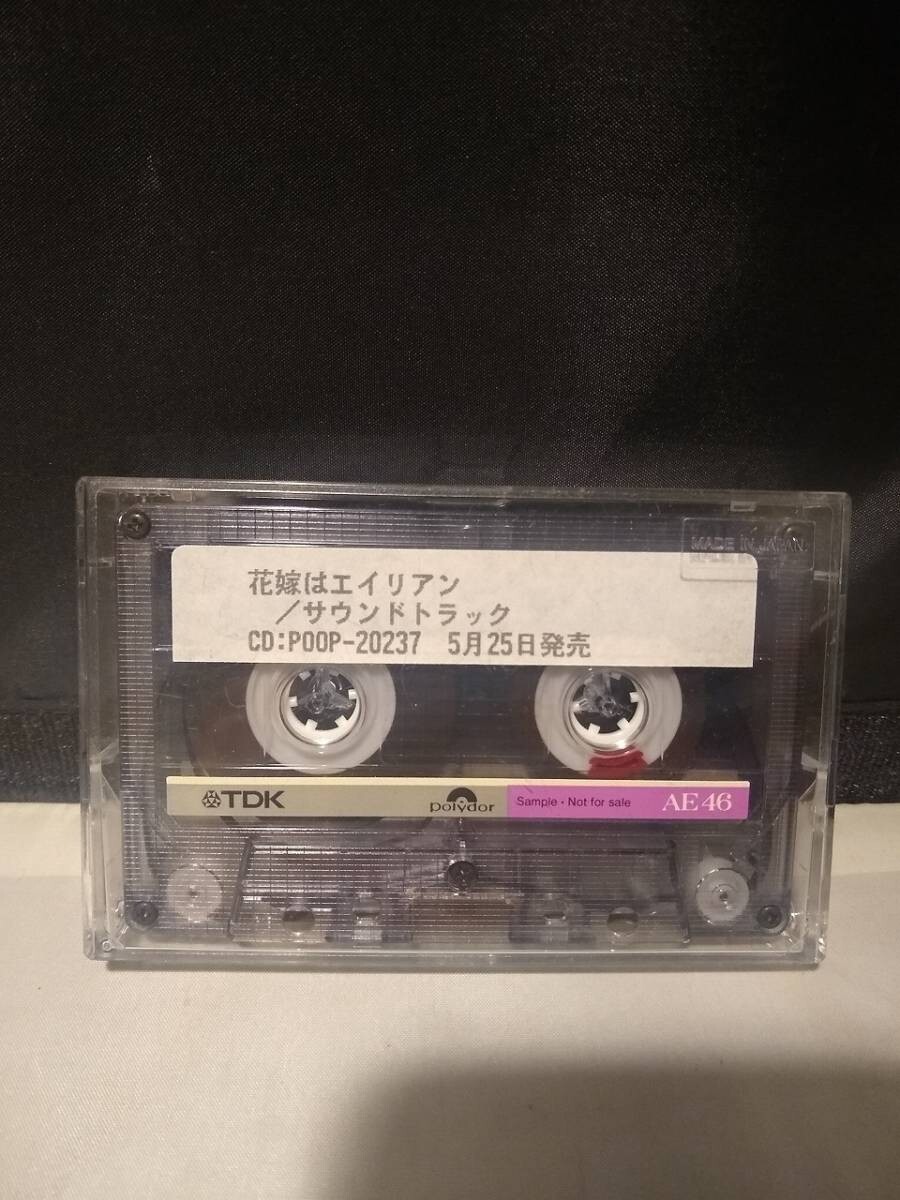 MADE IN JAPAN
花嫁はエイリアン
／サウンドトラック
CD:POOP-20237 5月25日発売
TDK
polydor
Sample・Not for sale
AE46